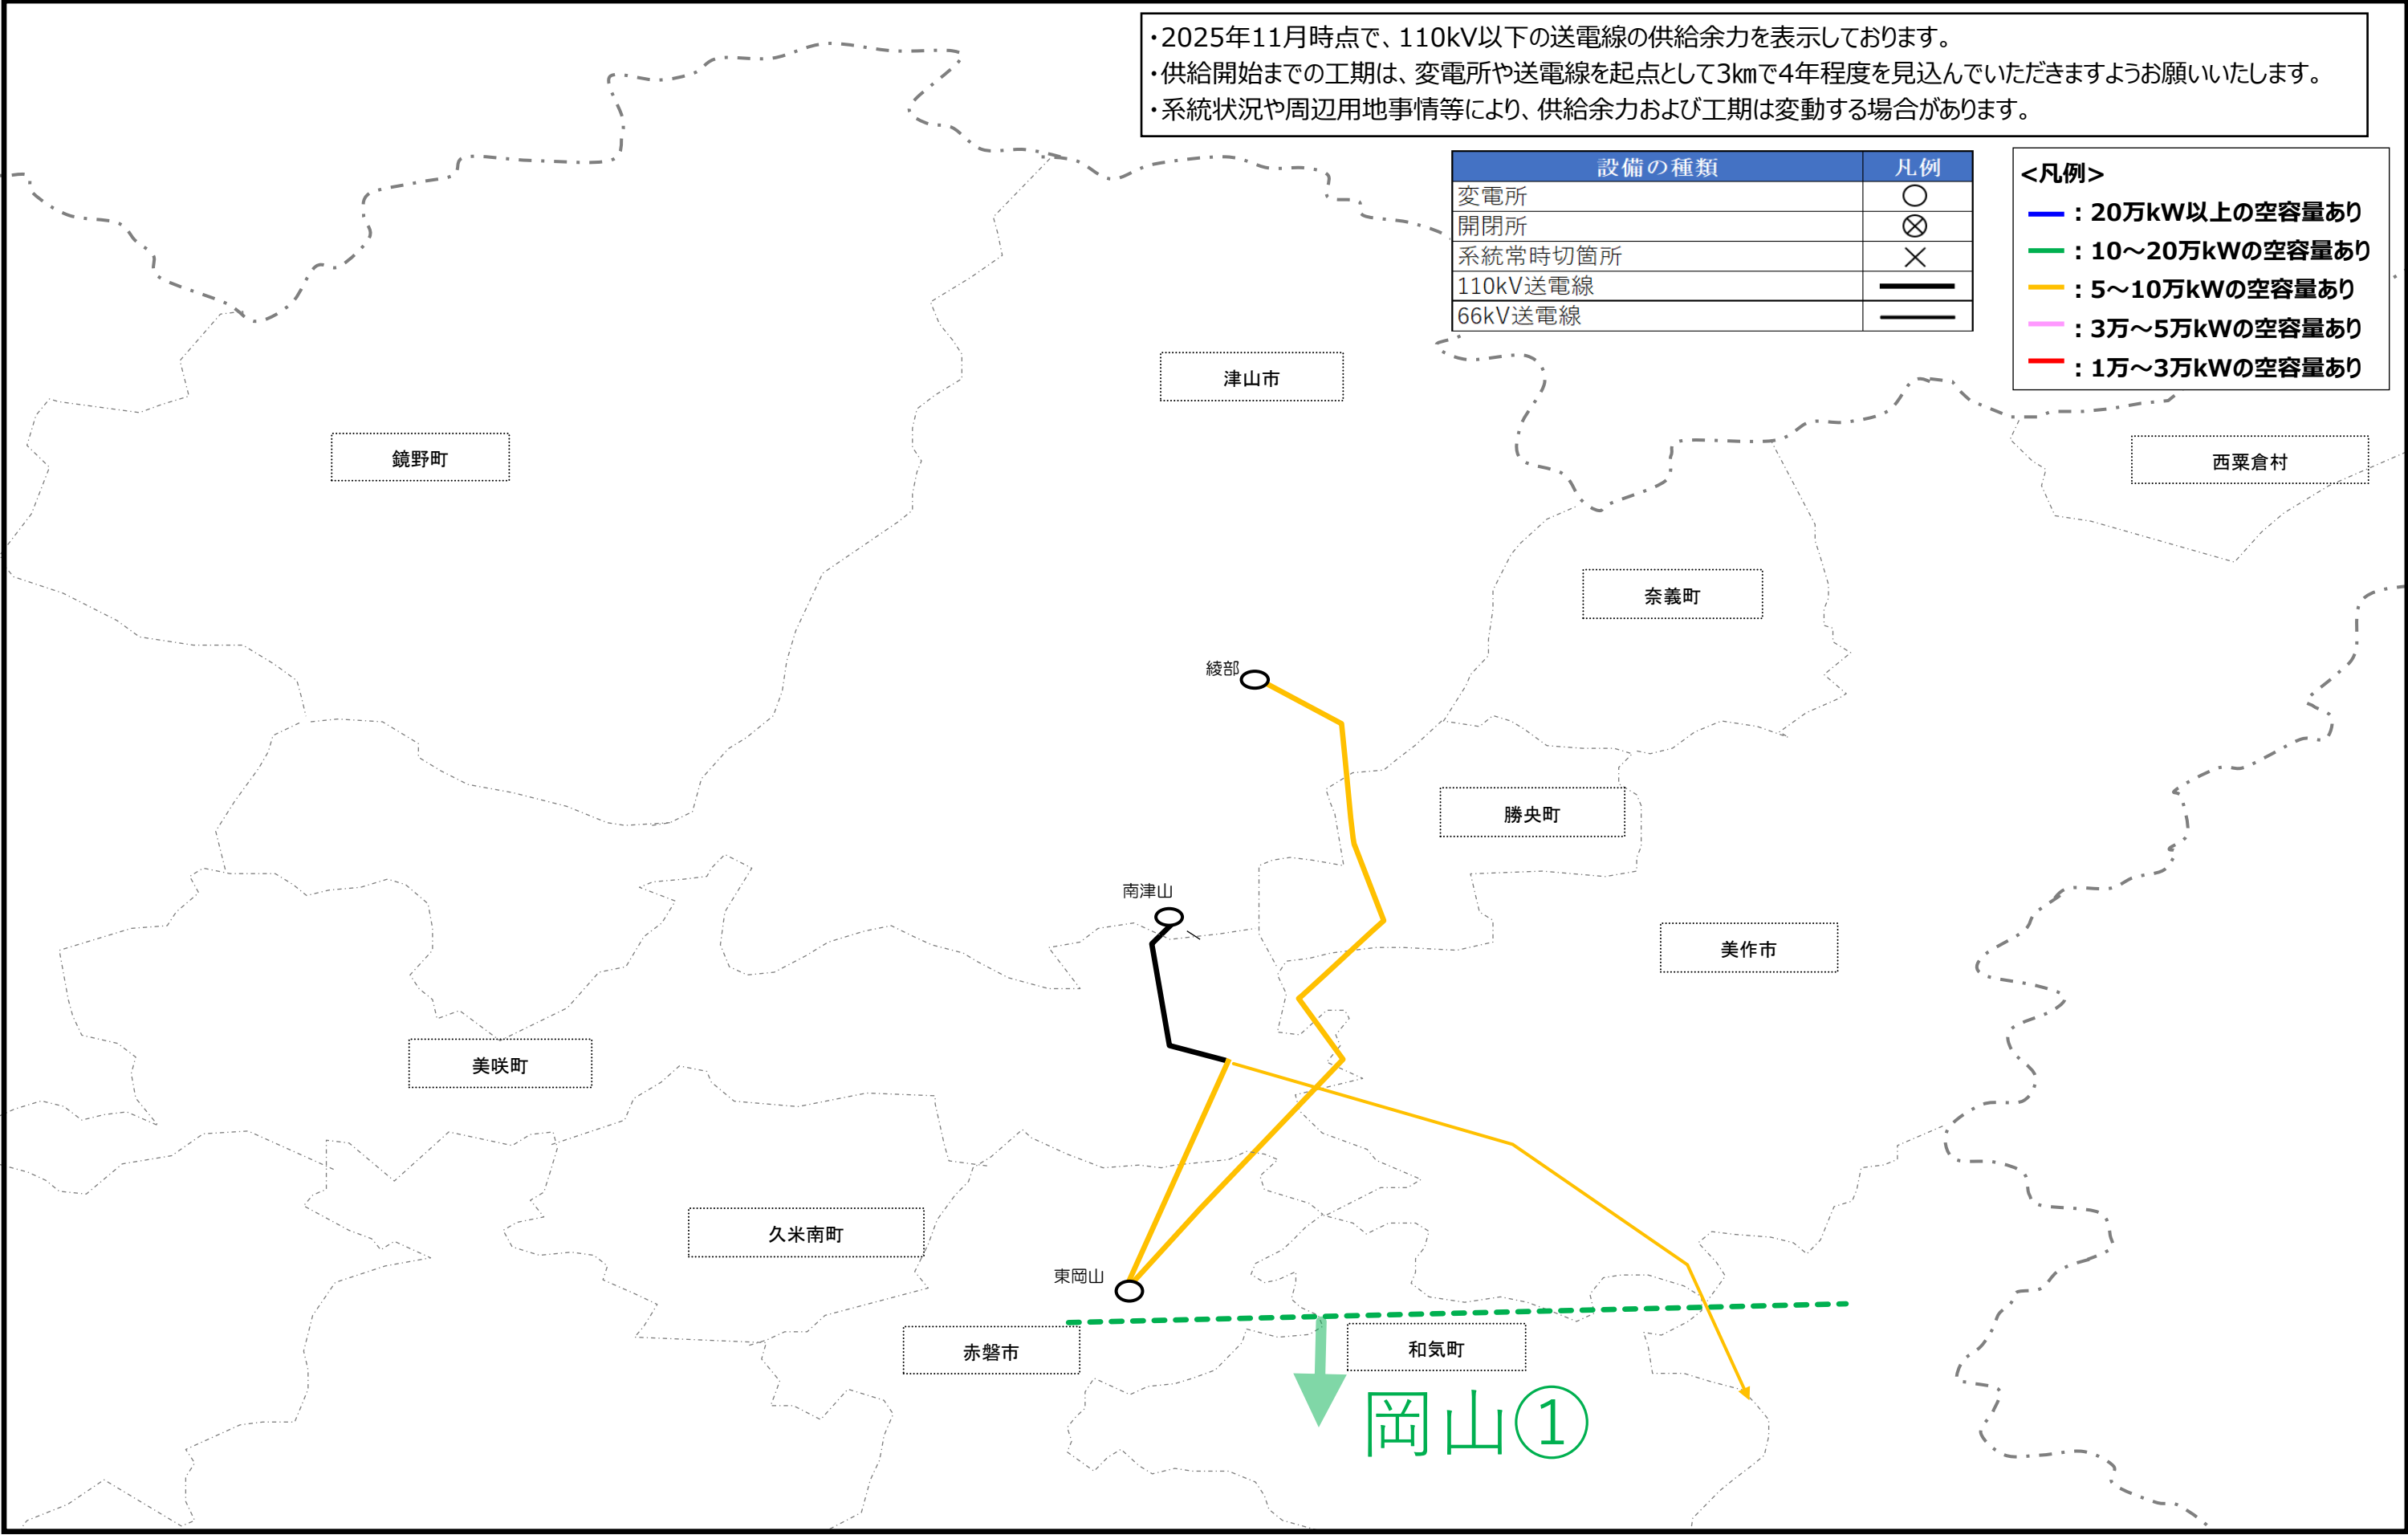 ・2025年11月時点で、110kV以下の送電線の供給余力を表示しております。
・供給開始までの工期は、変電所や送電線を起点として3㎞で4年程度を見込んでいただきますようお願いいたします。
・系統状況や周辺用地事情等により、供給余力および工期は変動する場合があります。
設備の種類 凡例
変電所
開閉所
系統常時切箇所
110kV送電線
66kV送電線
<凡例>
：20万kW以上の空容量あり
：10～20万kWの空容量あり
：5～10万kWの空容量あり
：3万～5万kWの空容量あり
：1万～3万kWの空容量あり
津山市
鏡野町
西粟倉村
奈義町
綾部
勝央町
南津山
美作市
美咲町
久米南町
東岡山
赤磐市
和気町
岡山①